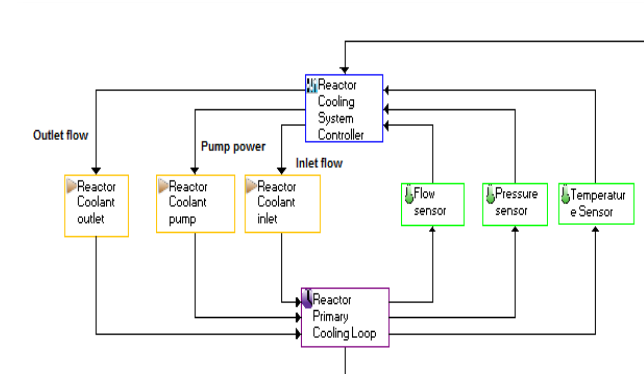 Reactor
Cooling
System
Controller
Outlet flow
Pump power
Inlet flow
Reactor
Coolant
outlet
Reactor
Coolant
pump
Reactor
Coolant
inlet
Flow
sensor
Pressure
sensor
Temperatur
e Sensor
Reactor
Primary
Cooling Loop